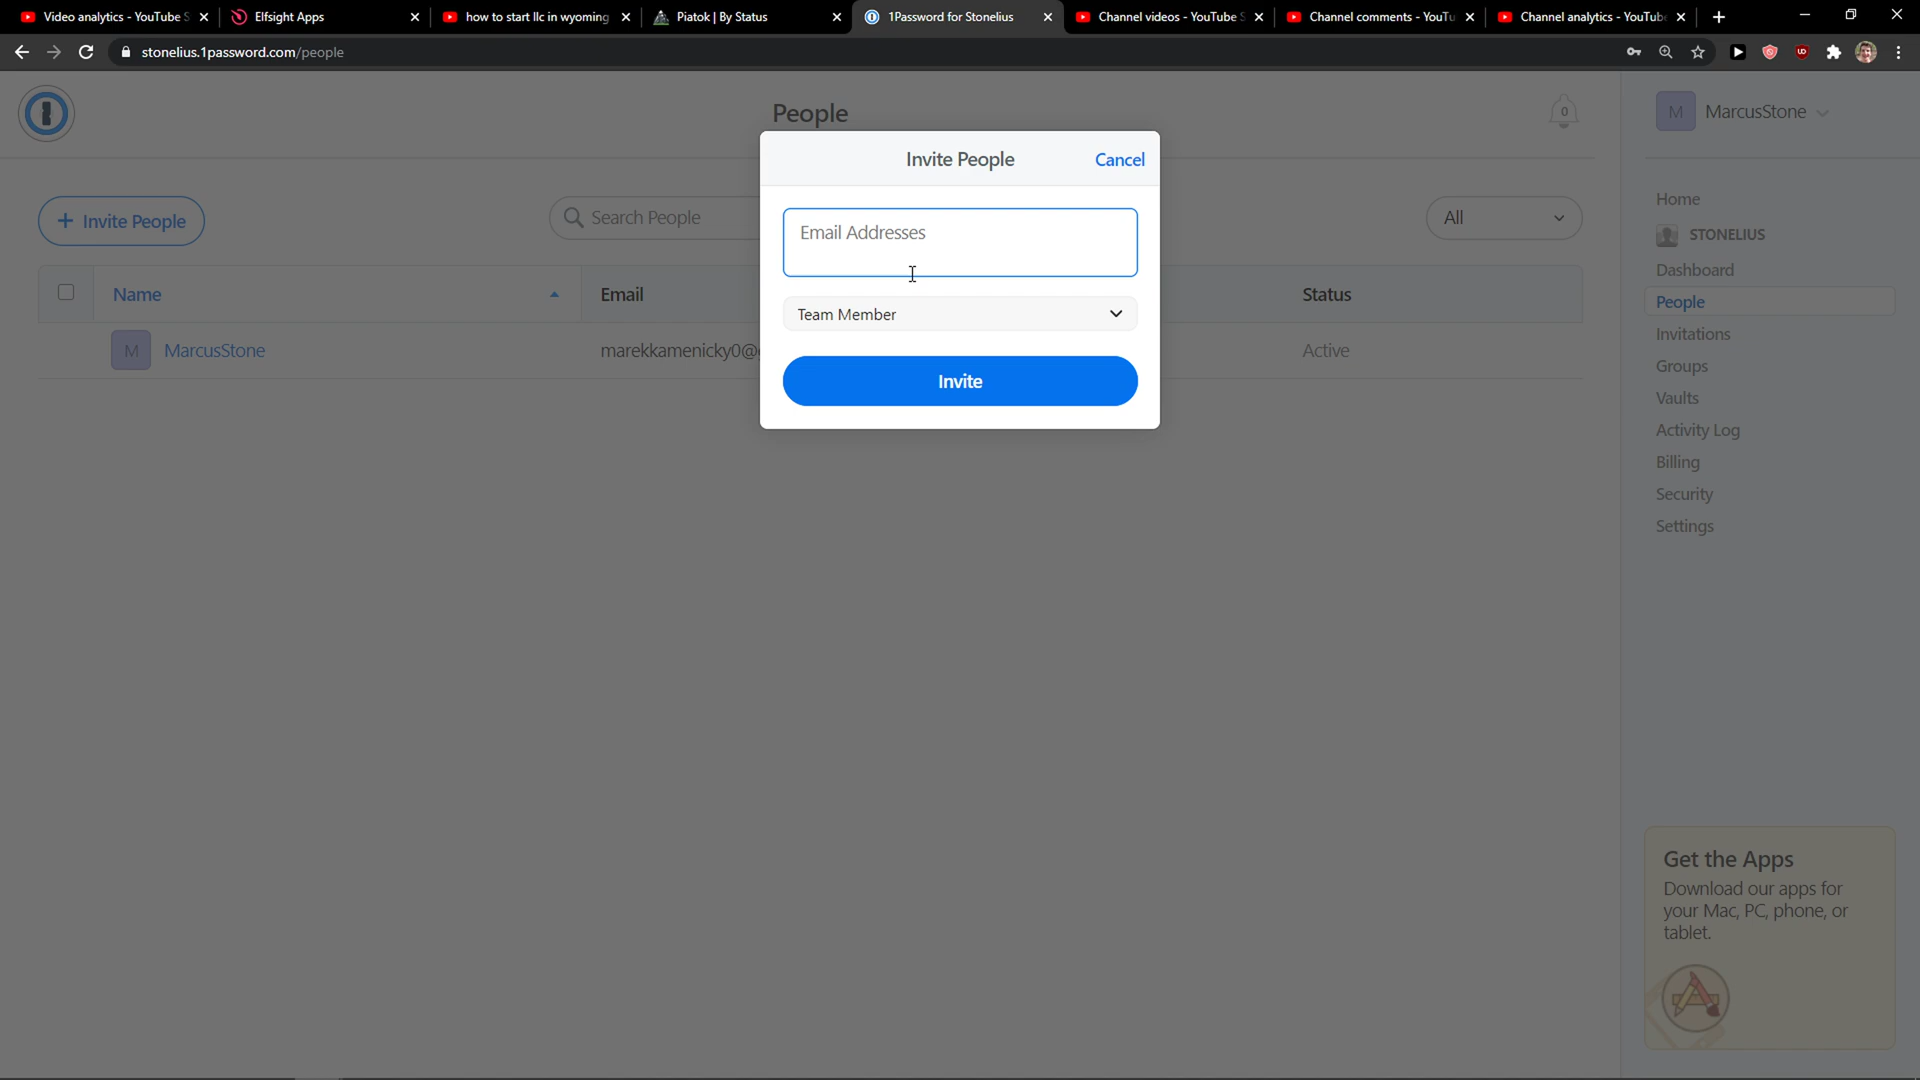 Video analytics - YouTube S
Elfsight Apps
how to start llc in wyoming
Piatok | By Status
1Password for Stonelius
Channel videos - YouTube S
Channel comments - YouTu
Channel analytics - YouTube
stonelius.1password.com/people
People
0
M
MarcusStone
Invite People
Cancel
+ Invite People
Search People
All
Email Addresses
Team Member
Invite
Name
Email
Status
M
MarcusStone
marekkamenicky0@
Active
Home
STONELIUS
Dashboard
People
Invitations
Groups
Vaults
Activity Log
Billing
Security
Settings
Get the Apps
Download our apps for
your Mac, PC, phone, or
tablet.